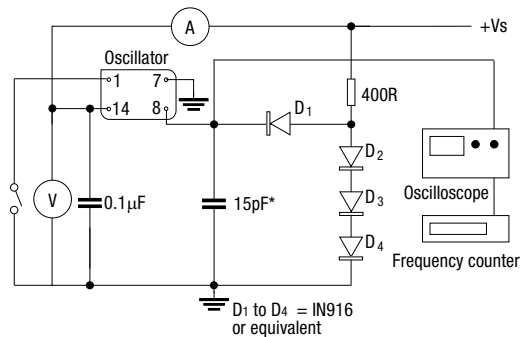 A
+Vs
Oscillator
1
7
400R
14
8
D1
D2
Oscilloscope
V
0.1μF
15pF*
D3
D4
Frequency counter
D1 to D4 = IN916
or equivalent